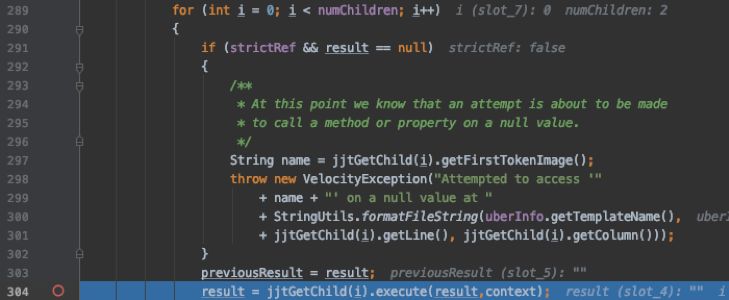 289 for (int i = 0; i < numChildren; i++) i (slot_7): 0 numChildren: 2
290 {
291 if (strictRef && result == null) strictRef: false
292 {
293 /**
294 * At this point we know that an attempt is about to be made
295 * to call a method or property on a null value.
296 */
297 String name = jjtGetChild(i).getFirstTokenImage();
298 throw new VelocityException("Attempted to access '"
299 + name + "' on a null value at "
300 + StringUtils.formatFileString(uberInfo.getTemplateName(), uberI
301 + jjtGetChild(i).getLine(), jjtGetChild(i).getColumn()));
302 }
303 previousResult = result; previousResult (slot_5): ""
304 result = jjtGetChild(i).execute(result,context); result (slot_4): "" i